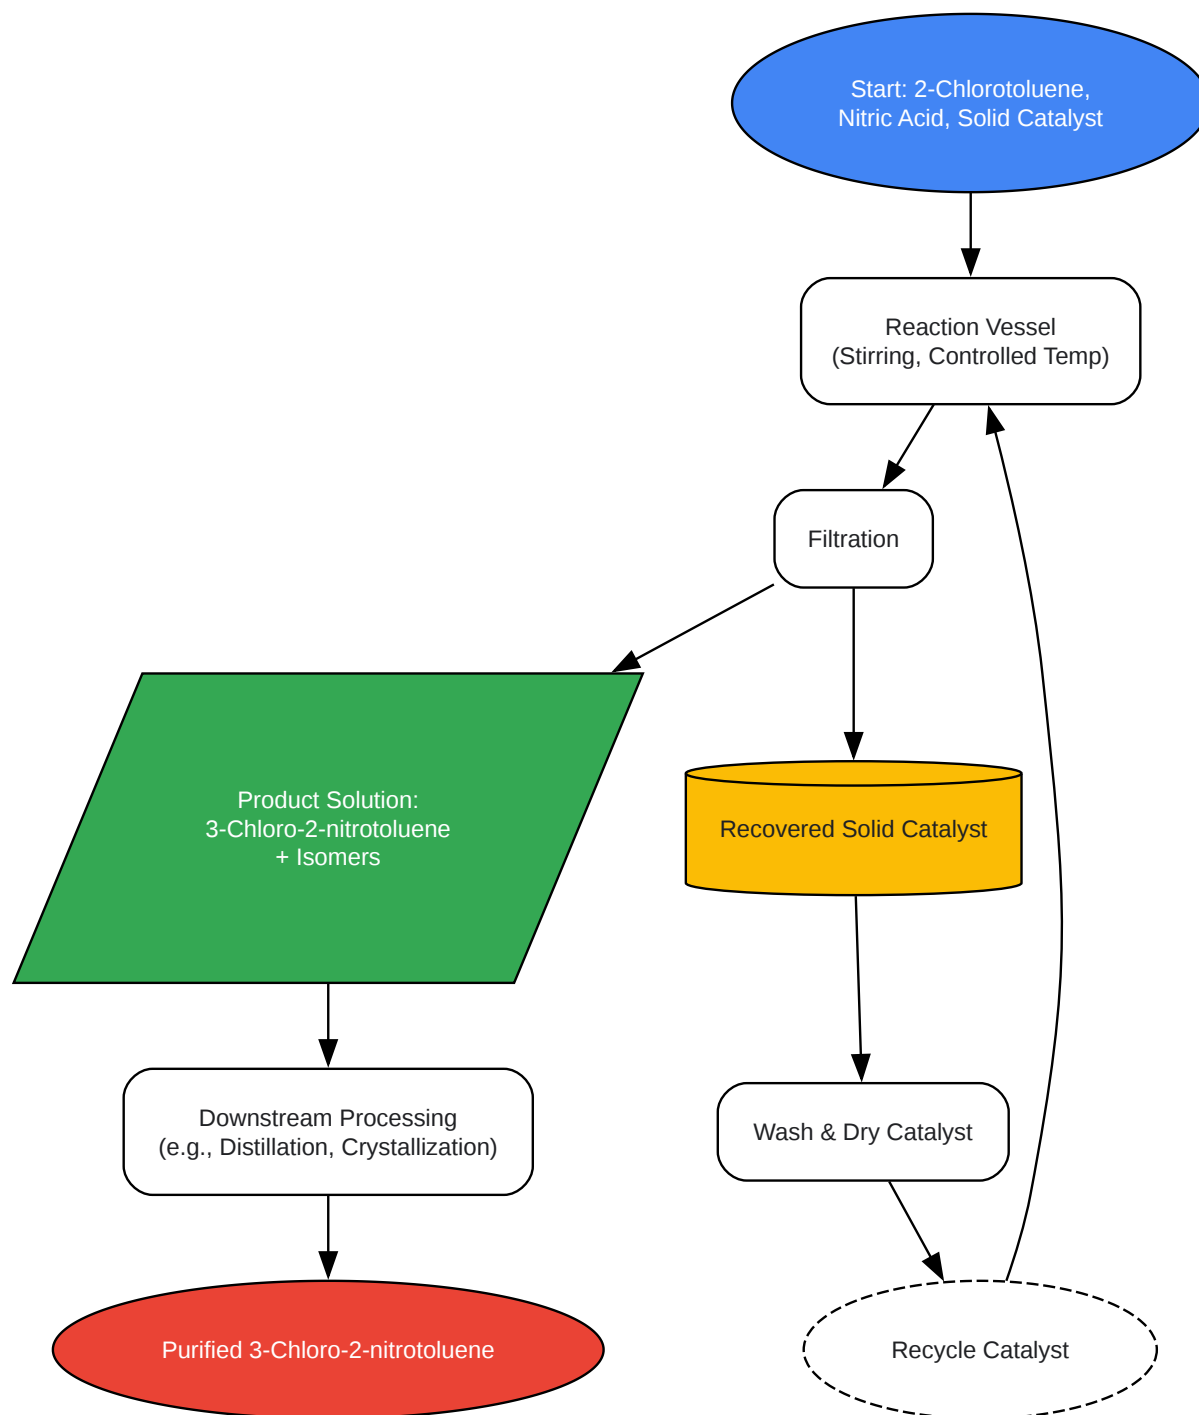 Start: 2-Chlorotoluene,
Nitric Acid, Solid Catalyst
Reaction Vessel
(Stirring, Controlled Temp)
Filtration
Product Solution:
3-Chloro-2-nitrotoluene
+ Isomers
Recovered Solid Catalyst
Downstream Processing
(e.g., Distillation, Crystallization)
Wash & Dry Catalyst
Purified 3-Chloro-2-nitrotoluene
Recycle Catalyst